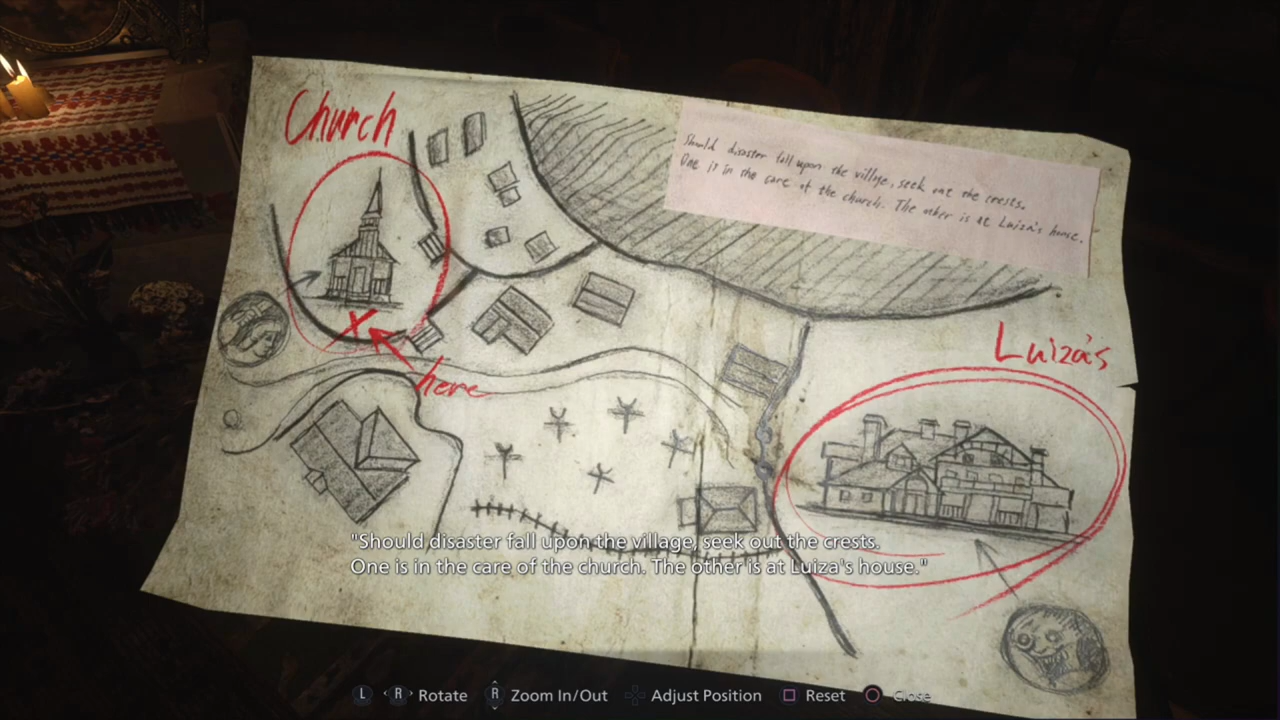 Church
Should disaster fall upon the village, seek out the crests.
One is in the care of the church. The other is at Luiza's house.
Luiza's
X
here
"Should disaster fall upon the village, seek out the crests.
One is in the care of the church. The other is at Luiza's house."
L R Rotate R Zoom In/Out Adjust Position Reset Close